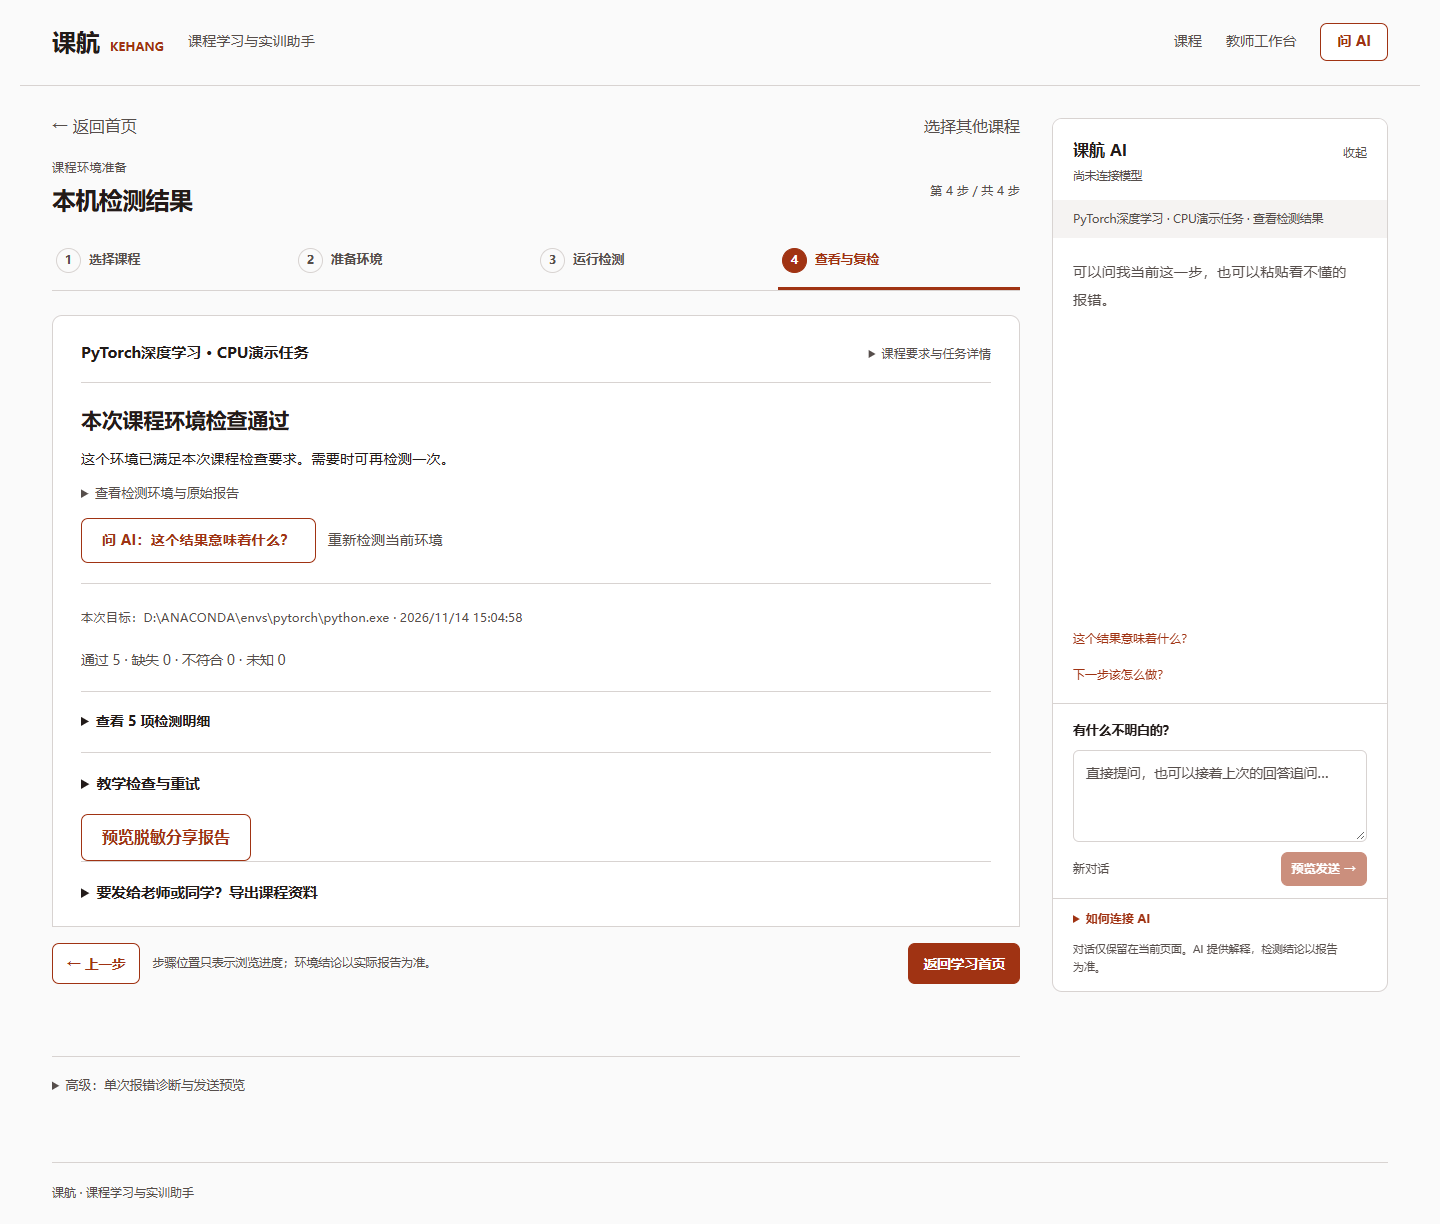 课航 KEHANG 课程学习与实训助手
课程 教师工作台 问 AI
← 返回首页 选择其他课程
课程环境准备
本机检测结果
第 4 步 / 共 4 步
1 选择课程 2 准备环境 3 运行检测 4 查看与复检
PyTorch深度学习 • CPU演示任务
▶ 课程要求与任务详情
本次课程环境检查通过
这个环境已满足本次课程检查要求。需要时可再检测一次。
▶ 查看检测环境与原始报告
问 AI：这个结果意味着什么？ 重新检测当前环境
本次目标：D:\ANACONDA\envs\pytorch\python.exe · 2026/11/14 15:04:58
通过 5 · 缺失 0 · 不符合 0 · 未知 0
▶ 查看 5 项检测明细
▶ 教学检查与重试
预览脱敏分享报告
▶ 要发给老师或同学？导出课程资料
← 上一步 步骤位置只表示浏览进度；环境结论以实际报告为准。 返回学习首页
▶ 高级：单次报错诊断与发送预览
课航 AI 收起
尚未连接模型
PyTorch深度学习 · CPU演示任务 · 查看检测结果
可以问我当前这一步，也可以粘贴看不懂的
报错。
这个结果意味着什么？
下一步该怎么做？
有什么不明白的？
直接提问，也可以接着上次的回答追问...
新对话 预览发送 →
▶ 如何连接 AI
对话仅保留在当前页面。AI 提供解释，检测结论以报告
为准。
课航 · 课程学习与实训助手